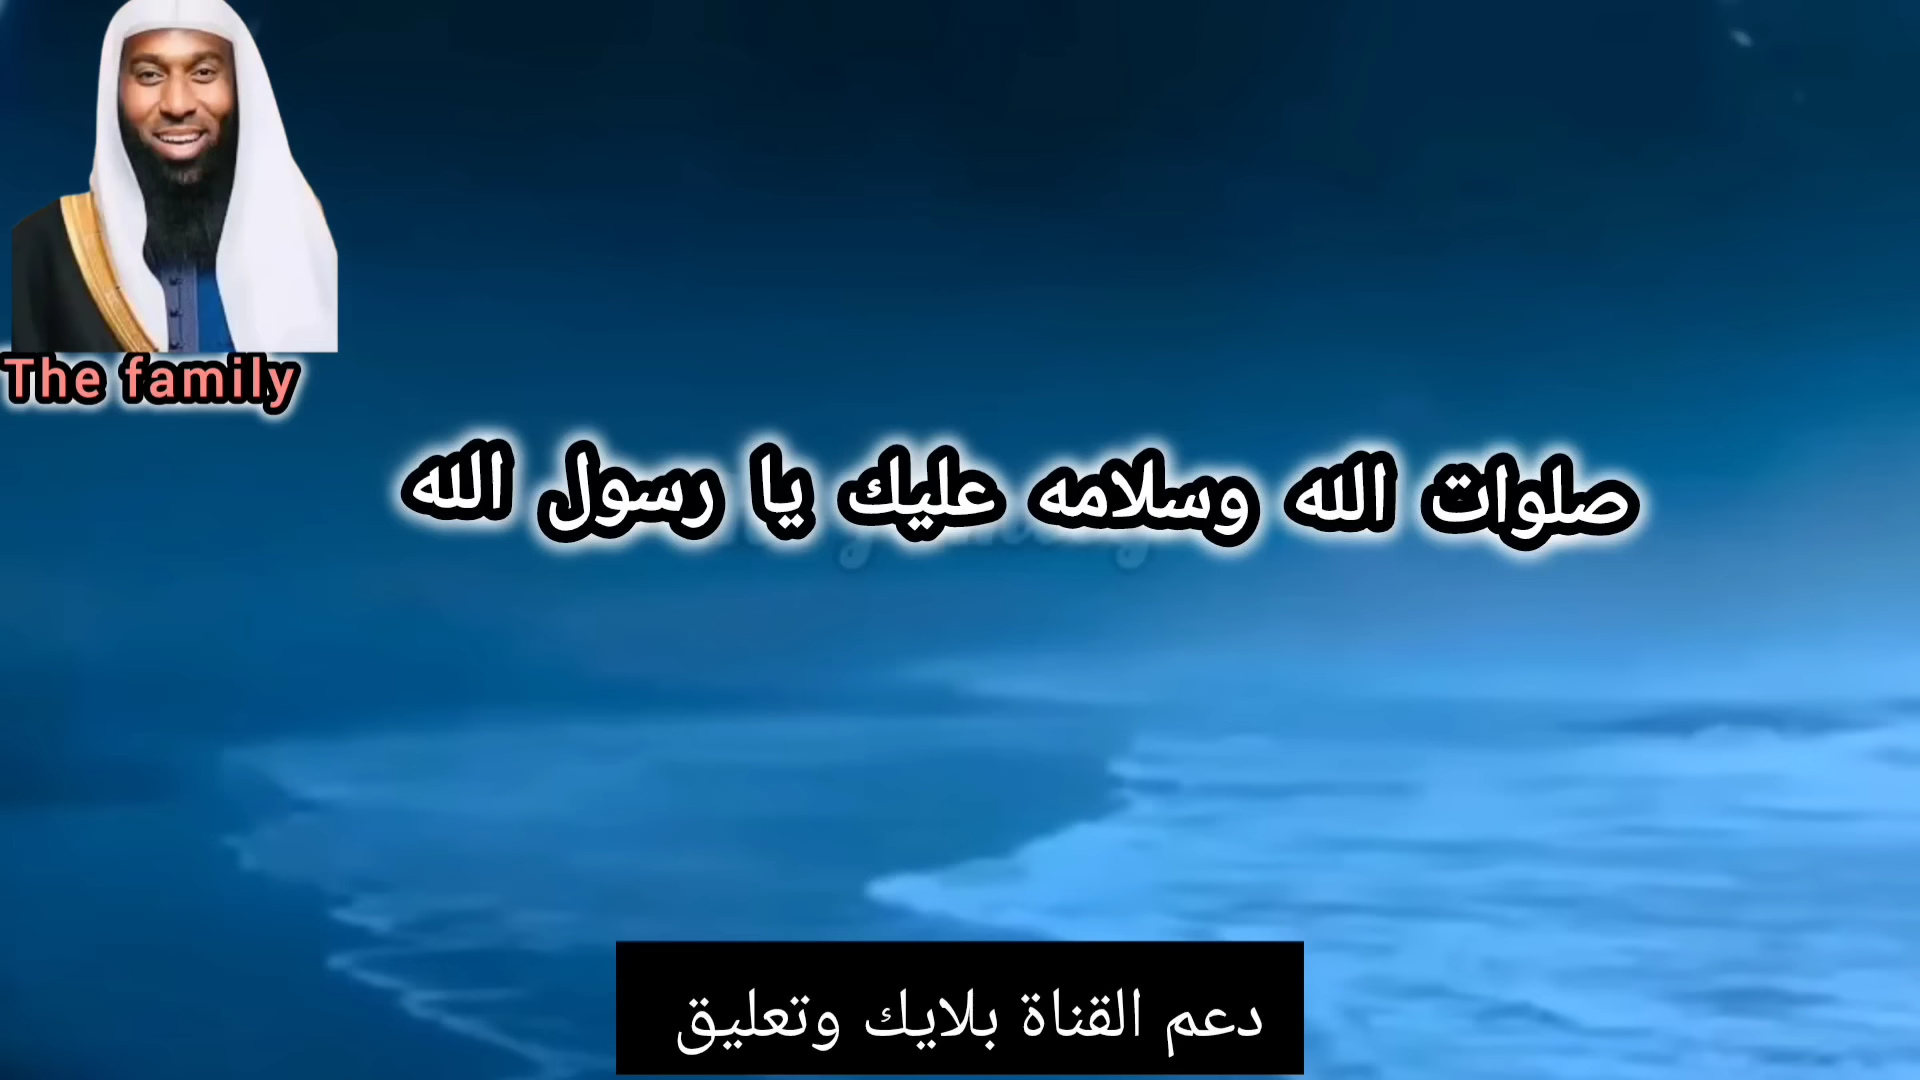 The family
صلوات الله وسلامه عليك يا رسول الله
دعم القناة بلايك وتعليق